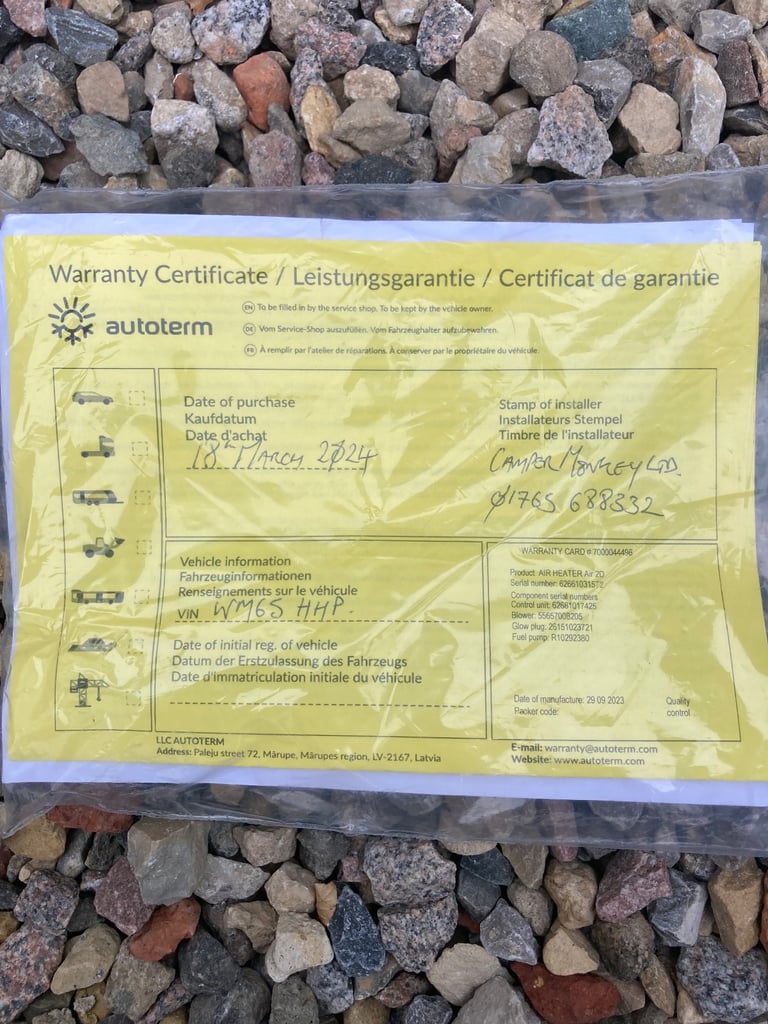 Warranty Certificate / Leistungsgarantie / Certificat de garantie
autoterm
EN To be filled in by the service shop. To be kept by the vehicle owner.
DE Vom Service-Shop auszufüllen. Vom Fahrzeughalter aufzubewahren.
FR À remplir par l'atelier de réparations. À conserver par le propriétaire du véhicule.
Date of purchase
Kaufdatum
Date d'achat
18th March 2024
Stamp of installer
Installateurs Stempel
Timbre de l'installateur
CAMPER MONKEY LTD.
01765 688332
Vehicle information
Fahrzeuginformationen
Renseignements sur le véhicule
VIN WM65 HHP.
Date of initial reg. of vehicle
Datum der Erstzulassung des Fahrzeugs
Date d'immatriculation initiale du véhicule
WARRANTY CARD # 7000044496
Product AIR HEATER Air 2D
Serial number:
Component serial numbers
Control unit: 62661017425
Blower: 55657008205
Glow plug: 26151023721
Fuel pump: R10292380
Date of manufacture: 29 09 2023
Packer code:
Quality
control
LLC AUTOTERM
Address: Paleju street 72, Mārupe, Mārupes region, LV-2167, Latvia
E-mail: warranty@autoterm.com
Website: www.autoterm.com